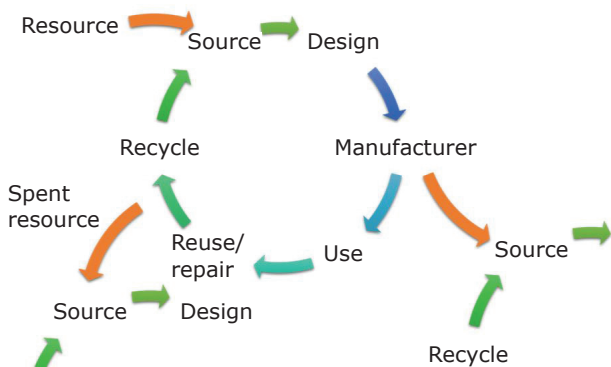 Resource
Source
Design
Recycle
Manufacturer
Spent
resource
Reuse/
repair
Use
Source
Source
Design
Recycle